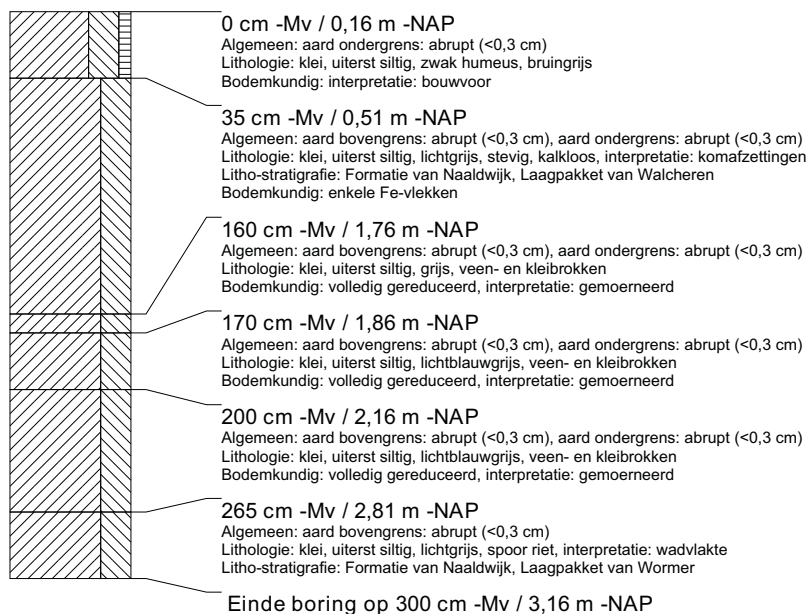 0 cm -Mv / 0,16 m -NAP
Algemeen: aard ondergrens: abrupt (<0,3 cm)
Lithologie: klei, uiterst siltig, zwak humeus, bruingrijs
Bodemkundig: interpretatie: bouwvoor
35 cm -Mv / 0,51 m -NAP
Algemeen: aard bovengrens: abrupt (<0,3 cm), aard ondergrens: abrupt (<0,3 cm)
Lithologie: klei, uiterst siltig, lichtgrijs, stevig, kalkloos, interpretatie: komafzettingen
Litho-stratigrafie: Formatie van Naaldwijk, Laagpakket van Walcheren
Bodemkundig: enkele Fe-vlekken
160 cm -Mv / 1,76 m -NAP
Algemeen: aard bovengrens: abrupt (<0,3 cm), aard ondergrens: abrupt (<0,3 cm)
Lithologie: klei, uiterst siltig, grijs, veen- en kleibrokken
Bodemkundig: volledig gereduceerd, interpretatie: gemoerneerd
170 cm -Mv / 1,86 m -NAP
Algemeen: aard bovengrens: abrupt (<0,3 cm), aard ondergrens: abrupt (<0,3 cm)
Lithologie: klei, uiterst siltig, lichtblauwgrijs, veen- en kleibrokken
Bodemkundig: volledig gereduceerd, interpretatie: gemoerneerd
200 cm -Mv / 2,16 m -NAP
Algemeen: aard bovengrens: abrupt (<0,3 cm), aard ondergrens: abrupt (<0,3 cm)
Lithologie: klei, uiterst siltig, lichtblauwgrijs, veen- en kleibrokken
Bodemkundig: volledig gereduceerd, interpretatie: gemoerneerd
265 cm -Mv / 2,81 m -NAP
Algemeen: aard bovengrens: abrupt (<0,3 cm)
Lithologie: klei, uiterst siltig, lichtgrijs, spoor riet, interpretatie: wadvlakte
Litho-stratigrafie: Formatie van Naaldwijk, Laagpakket van Wormer
Einde boring op 300 cm -Mv / 3,16 m -NAP